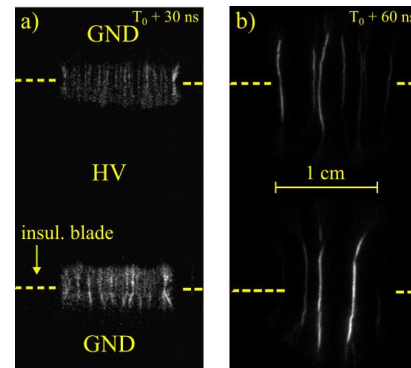 a)
T₀ + 30 ns
GND
HV
insul. blade
GND
b)
T₀ + 60 ns
1 cm